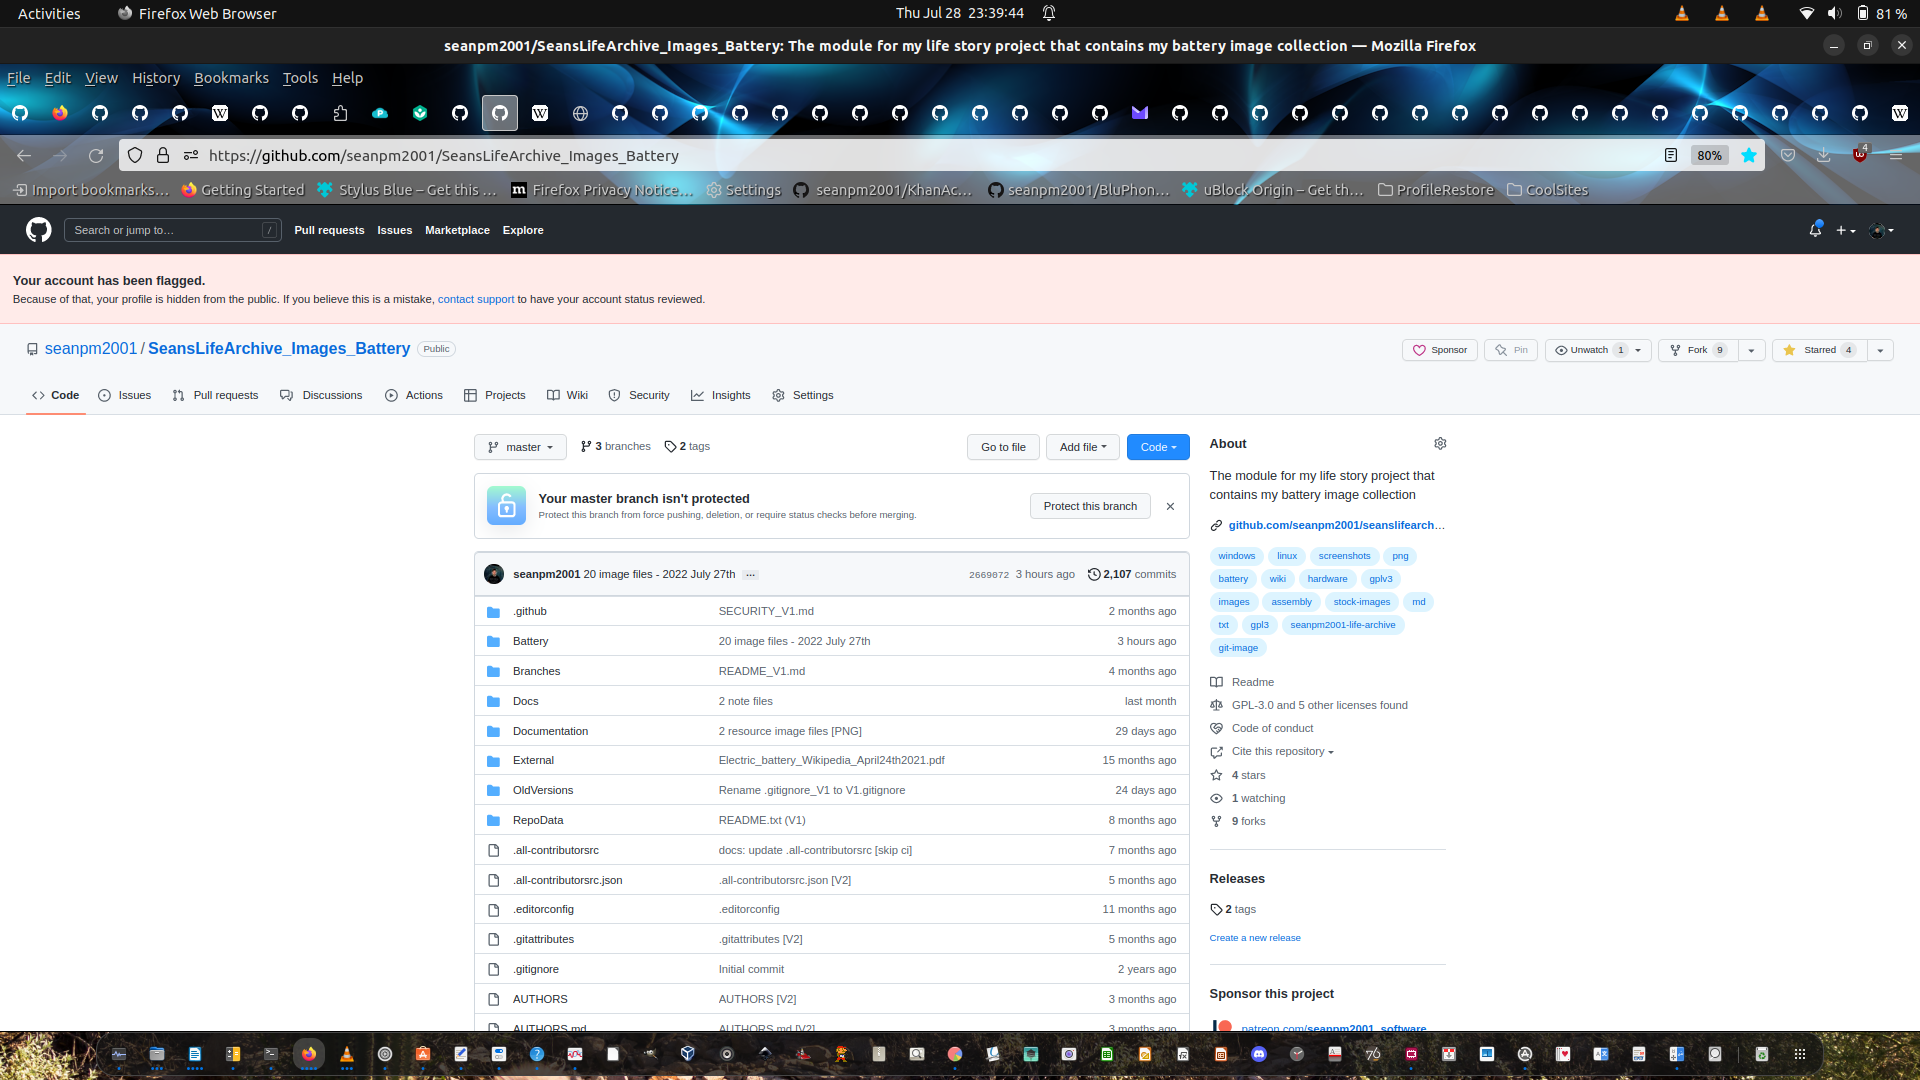 Activities
Firefox Web Browser
Thu Jul 28 23:39:44
81 %
seanpm2001/SeansLifeArchive_Images_Battery: The module for my life story project that contains my battery image collection — Mozilla Firefox
File Edit View History Bookmarks Tools Help
https://github.com/seanpm2001/SeansLifeArchive_Images_Battery
80%
4
Import bookmarks…
Getting Started
Stylus Blue – Get this …
Firefox Privacy Notice…
Settings
seanpm2001/KhanAc…
seanpm2001/BluPhon…
uBlock Origin – Get th…
ProfileRestore
CoolSites
Search or jump to…
/
Pull requests
Issues
Marketplace
Explore
Your account has been flagged.
Because of that, your profile is hidden from the public. If you believe this is a mistake, contact support to have your account status reviewed.
seanpm2001 / SeansLifeArchive_Images_Battery
Public
Sponsor
Pin
Unwatch 1
Fork 9
Starred 4
Code
Issues
Pull requests
Discussions
Actions
Projects
Wiki
Security
Insights
Settings
master
3 branches
2 tags
Go to file
Add file
Code
Your master branch isn't protected
Protect this branch from force pushing, deletion, or require status checks before merging.
Protect this branch
seanpm2001 20 image files - 2022 July 27th …
2669072 3 hours ago
2,107 commits
.github SECURITY_V1.md 2 months ago
Battery 20 image files - 2022 July 27th 3 hours ago
Branches README_V1.md 4 months ago
Docs 2 note files last month
Documentation 2 resource image files [PNG] 29 days ago
External Electric_battery_Wikipedia_April24th2021.pdf 15 months ago
OldVersions Rename .gitignore_V1 to V1.gitignore 24 days ago
RepoData README.txt (V1) 8 months ago
.all-contributorsrc docs: update .all-contributorsrc [skip ci] 7 months ago
.all-contributorsrc.json .all-contributorsrc.json [V2] 5 months ago
.editorconfig .editorconfig 11 months ago
.gitattributes .gitattributes [V2] 5 months ago
.gitignore Initial commit 2 years ago
AUTHORS AUTHORS [V2] 3 months ago
AUTHORS.md AUTHORS.md [V2] 3 months ago
About
The module for my life story project that
contains my battery image collection
github.com/seanpm2001/seanslifearch…
windows linux screenshots png
battery wiki hardware gplv3
images assembly stock-images md
txt gpl3 seanpm2001-life-archive
git-image
Readme
GPL-3.0 and 5 other licenses found
Code of conduct
Cite this repository
4 stars
1 watching
9 forks
Releases
2 tags
Create a new release
Sponsor this project
patreon.com/seanpm2001_software